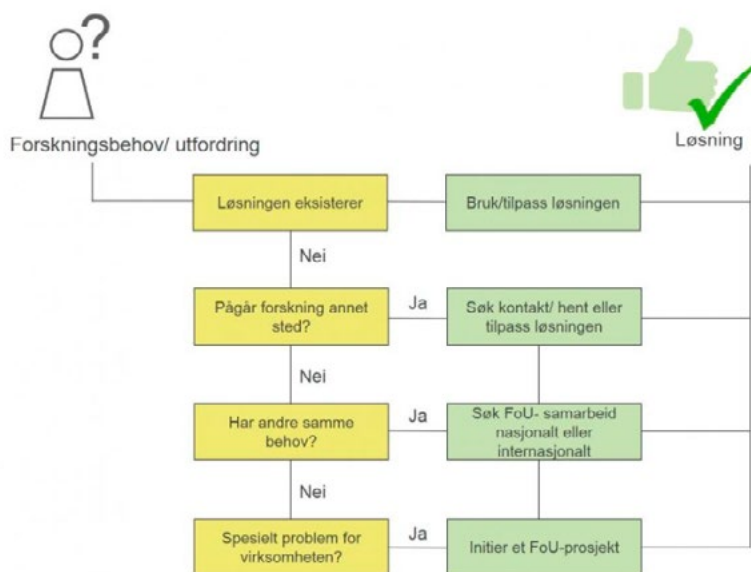 ?
Forskningsbehov/ utfordring
Løsning
Løsningen eksisterer
Bruk/tilpass løsningen
Nei
Pågår forskning annet
sted?
Ja
Søk kontakt/ hent eller
tilpass løsningen
Nei
Har andre samme
behov?
Ja
Søk FoU- samarbeid
nasjonalt eller
internasjonalt
Nei
Spesielt problem for
virksomheten?
Ja
Initier et FoU-prosjekt